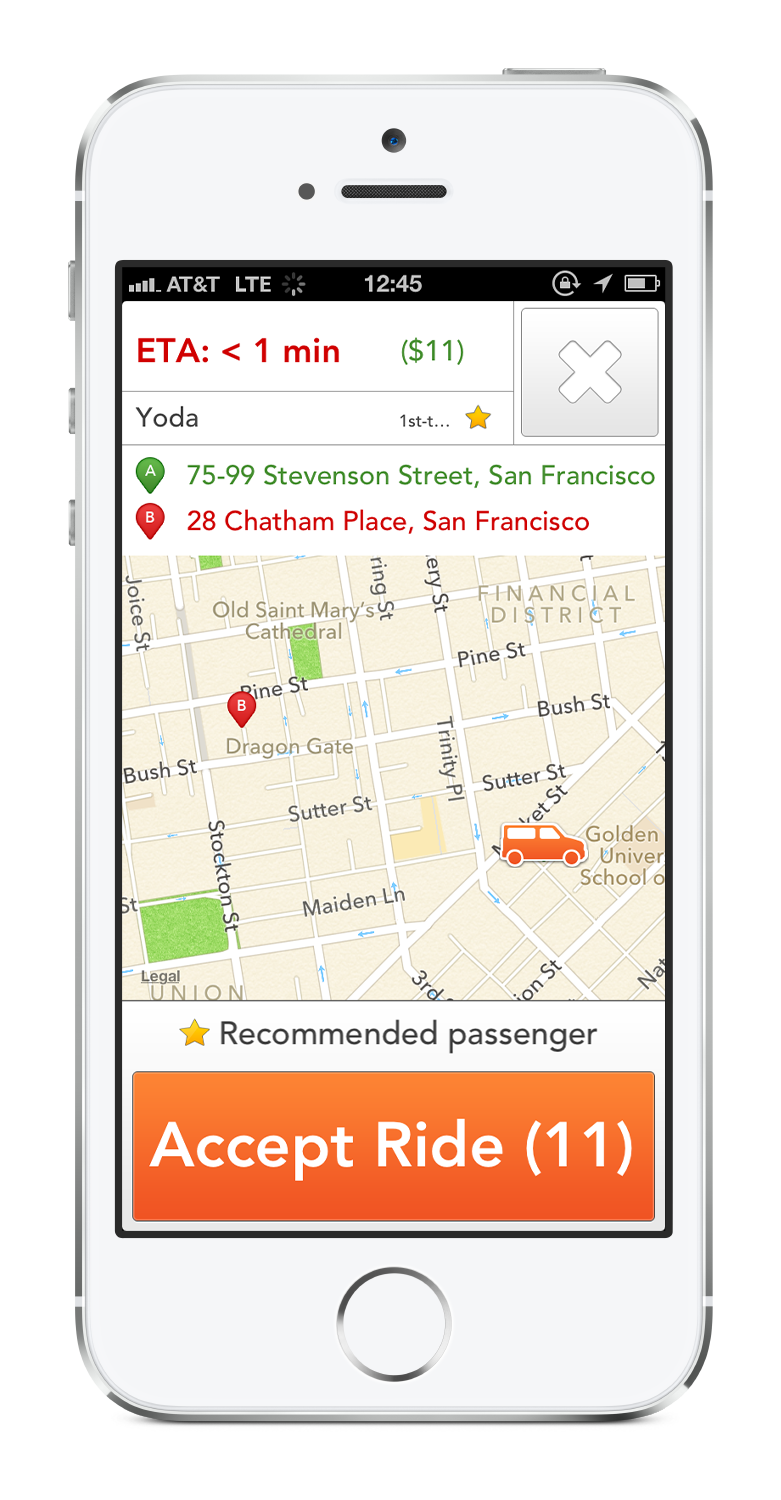 AT&T LTE 12:45
ETA: < 1 min ($11)
Yoda 1st-t... ★
A 75-99 Stevenson Street, San Francisco
B 28 Chatham Place, San Francisco
Joice St
ring St
ery St
t
FINANCIAL
DISTRICT
Old Saint Mary's
Cathedral
Pine St
Pine St
B
Bush St
Dragon Gate
Bush St
Trinity Pl
Sutter St
Sutter St
Market St
Golden
Univer
School o
Stockton St
St
Maiden Ln
3rd
ion St
Nat
Legal
UNION
★ Recommended passenger
Accept Ride (11)